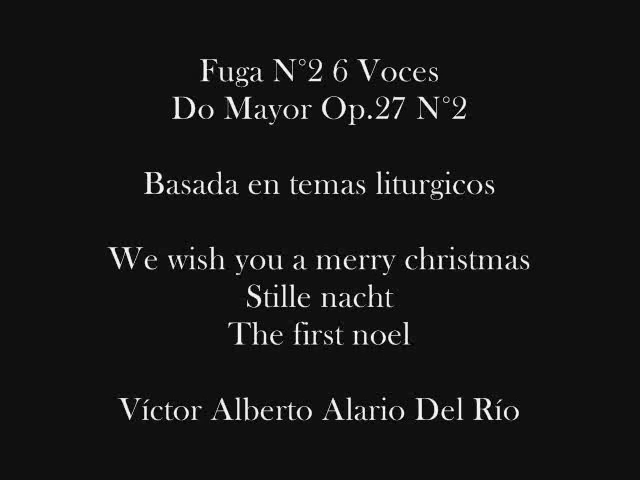 Fuga N°2 6 Voces
Do Mayor Op.27 N°2
Basada en temas liturgicos
We wish you a merry christmas
Stille nacht
The first noel
Víctor Alberto Alario Del Río